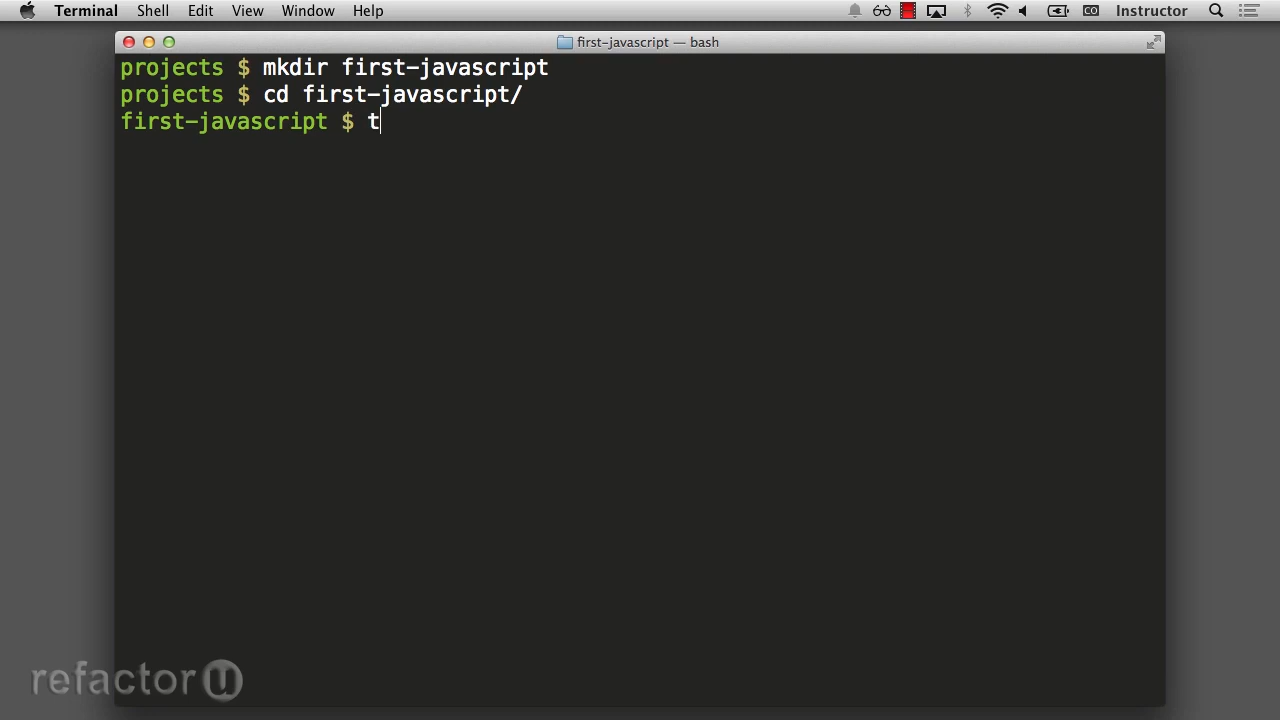 Terminal Shell Edit View Window Help Instructor
first-javascript — bash
projects $ mkdir first-javascript
projects $ cd first-javascript/
first-javascript $ t
refactor u